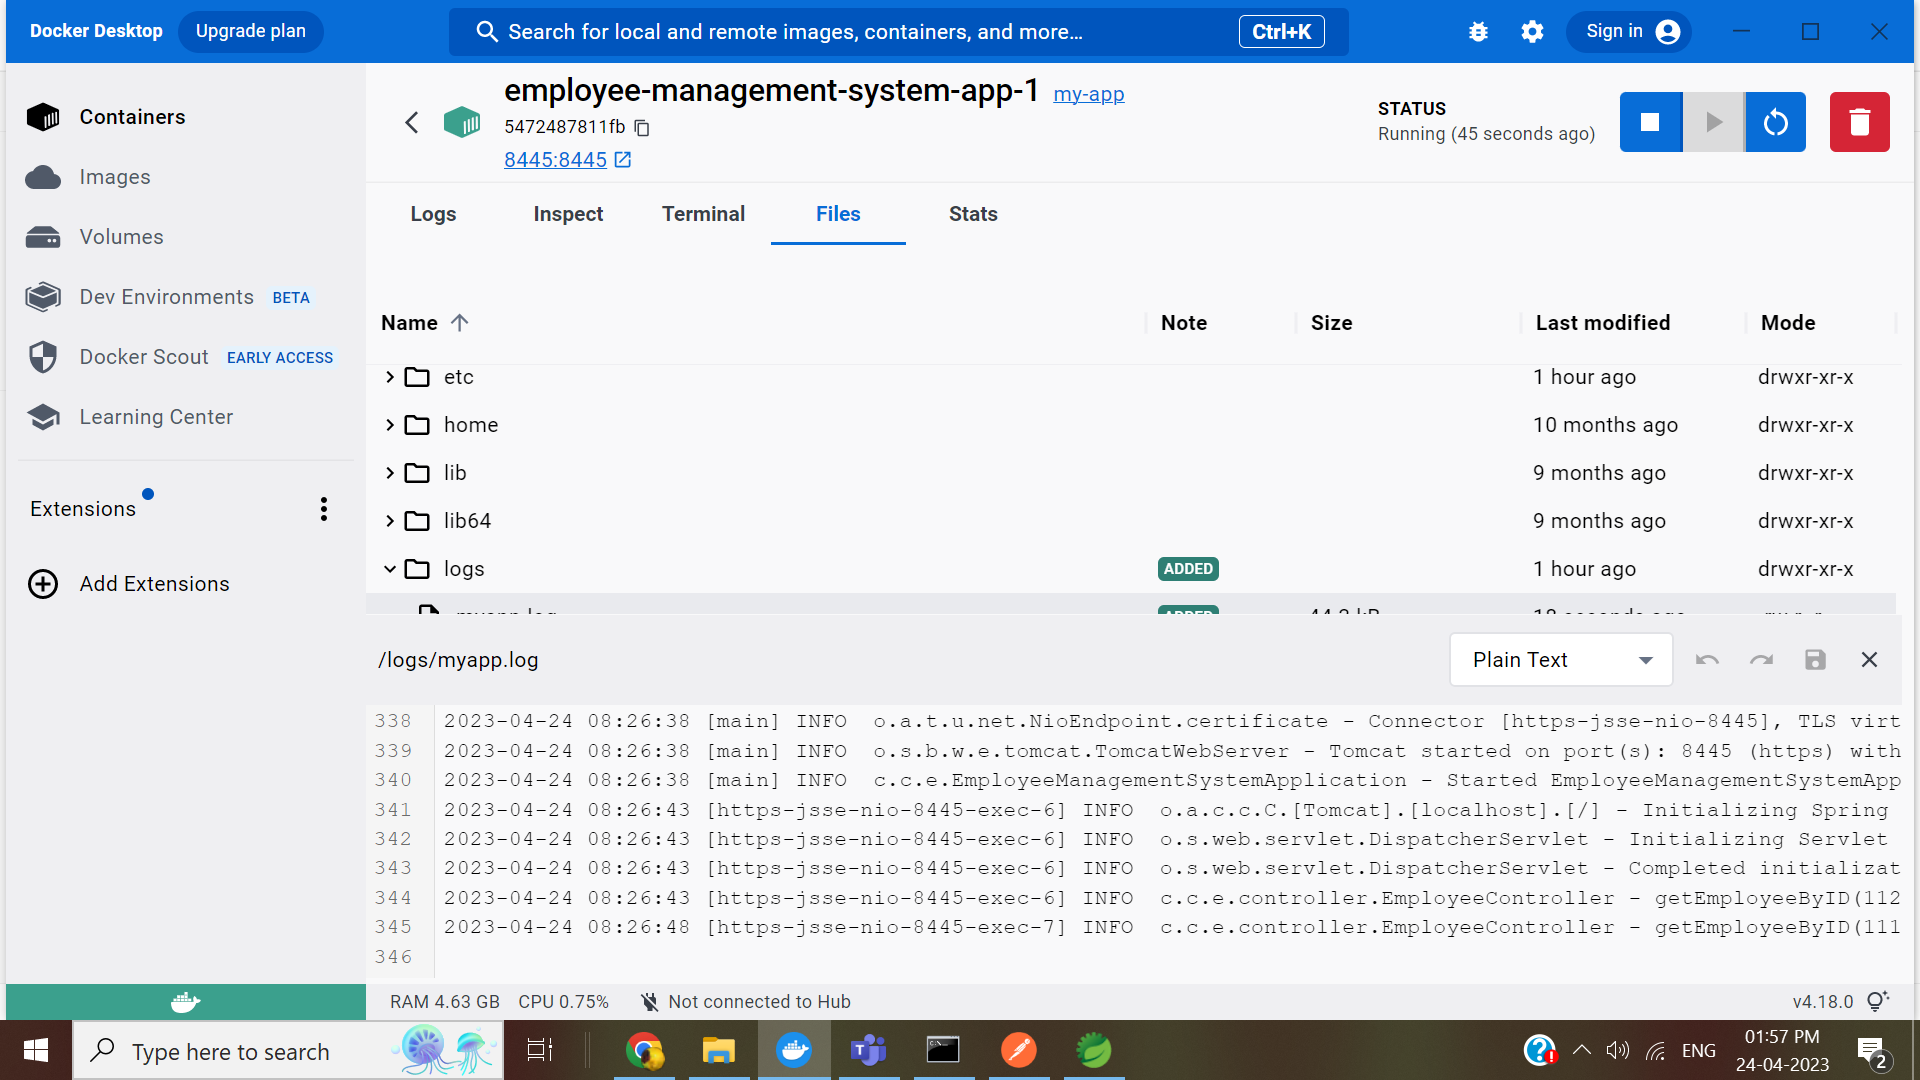 Docker Desktop
Upgrade plan
Search for local and remote images, containers, and more...
Ctrl+K
Sign in
Containers
Images
Volumes
Dev Environments BETA
Docker Scout EARLY ACCESS
Learning Center
Extensions
Add Extensions
employee-management-system-app-1 my-app
5472487811fb
8445:8445
STATUS
Running (45 seconds ago)
Logs Inspect Terminal Files Stats
Name Note Size Last modified Mode
etc 1 hour ago drwxr-xr-x
home 10 months ago drwxr-xr-x
lib 9 months ago drwxr-xr-x
lib64 9 months ago drwxr-xr-x
logs ADDED 1 hour ago drwxr-xr-x
myapp.log ADDED
/logs/myapp.log
Plain Text
338 2023-04-24 08:26:38 [main] INFO o.a.t.u.net.NioEndpoint.certificate - Connector [https-jsse-nio-8445], TLS virt
339 2023-04-24 08:26:38 [main] INFO o.s.b.w.e.tomcat.TomcatWebServer - Tomcat started on port(s): 8445 (https) with
340 2023-04-24 08:26:38 [main] INFO c.c.e.EmployeeManagementSystemApplication - Started EmployeeManagementSystemApp
341 2023-04-24 08:26:43 [https-jsse-nio-8445-exec-6] INFO o.a.c.c.C.[Tomcat].[localhost].[/] - Initializing Spring
342 2023-04-24 08:26:43 [https-jsse-nio-8445-exec-6] INFO o.s.web.servlet.DispatcherServlet - Initializing Servlet
343 2023-04-24 08:26:43 [https-jsse-nio-8445-exec-6] INFO o.s.web.servlet.DispatcherServlet - Completed initializat
344 2023-04-24 08:26:43 [https-jsse-nio-8445-exec-6] INFO c.c.e.controller.EmployeeController - getEmployeeByID(112
345 2023-04-24 08:26:48 [https-jsse-nio-8445-exec-7] INFO c.c.e.controller.EmployeeController - getEmployeeByID(111
346
RAM 4.63 GB CPU 0.75% Not connected to Hub
v4.18.0
Type here to search
ENG
01:57 PM
24-04-2023
2